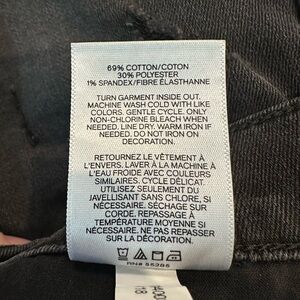 69% COTTON/COTON
30% POLYESTER
1% SPANDEX/FIBRE ÉLASTHANNE
TURN GARMENT INSIDE OUT.
MACHINE WASH COLD WITH LIKE
COLORS. GENTLE CYCLE. ONLY
NON-CHLORINE BLEACH WHEN
NEEDED. LINE DRY. WARM IRON IF
NEEDED. DO NOT IRON ON
DECORATION.
RETOURNEZ LE VÊTEMENT À
L'ENVERS. LAVER À LA MACHINE À
L'EAU FROIDE AVEC COULEURS
SIMILAIRES. CYCLE DÉLICAT.
UTILISEZ SEULEMENT DU
JAVELLISANT SANS CHLORE, SI
NÉCESSAIRE. SÉCHAGE SUR
CORDE. REPASSAGE À
TEMPÉRATURE MOYENNE SI
NÉCESSAIRE. NE PAS REPASSER
SUR LA DÉCORATION.
RN# 55285